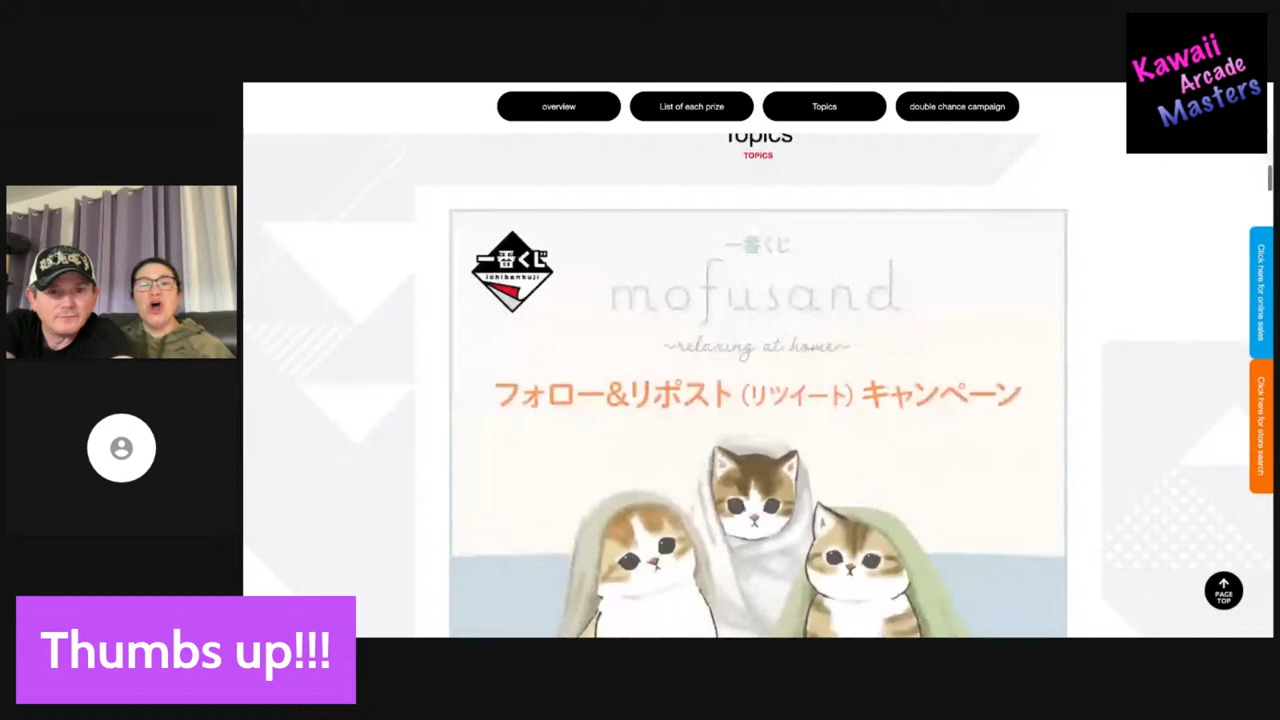 Kawaii
Arcade
Masters
overview
List of each prize
Topics
double chance campaign
Topics
TOPICS
一番くじ
ichibankuji
一番くじ
mofusand
~relaxing at home~
フォロー&リポスト(リツイート)キャンペーン
Click here for online sales
Click here for store search
PAGE
TOP
Thumbs up!!!